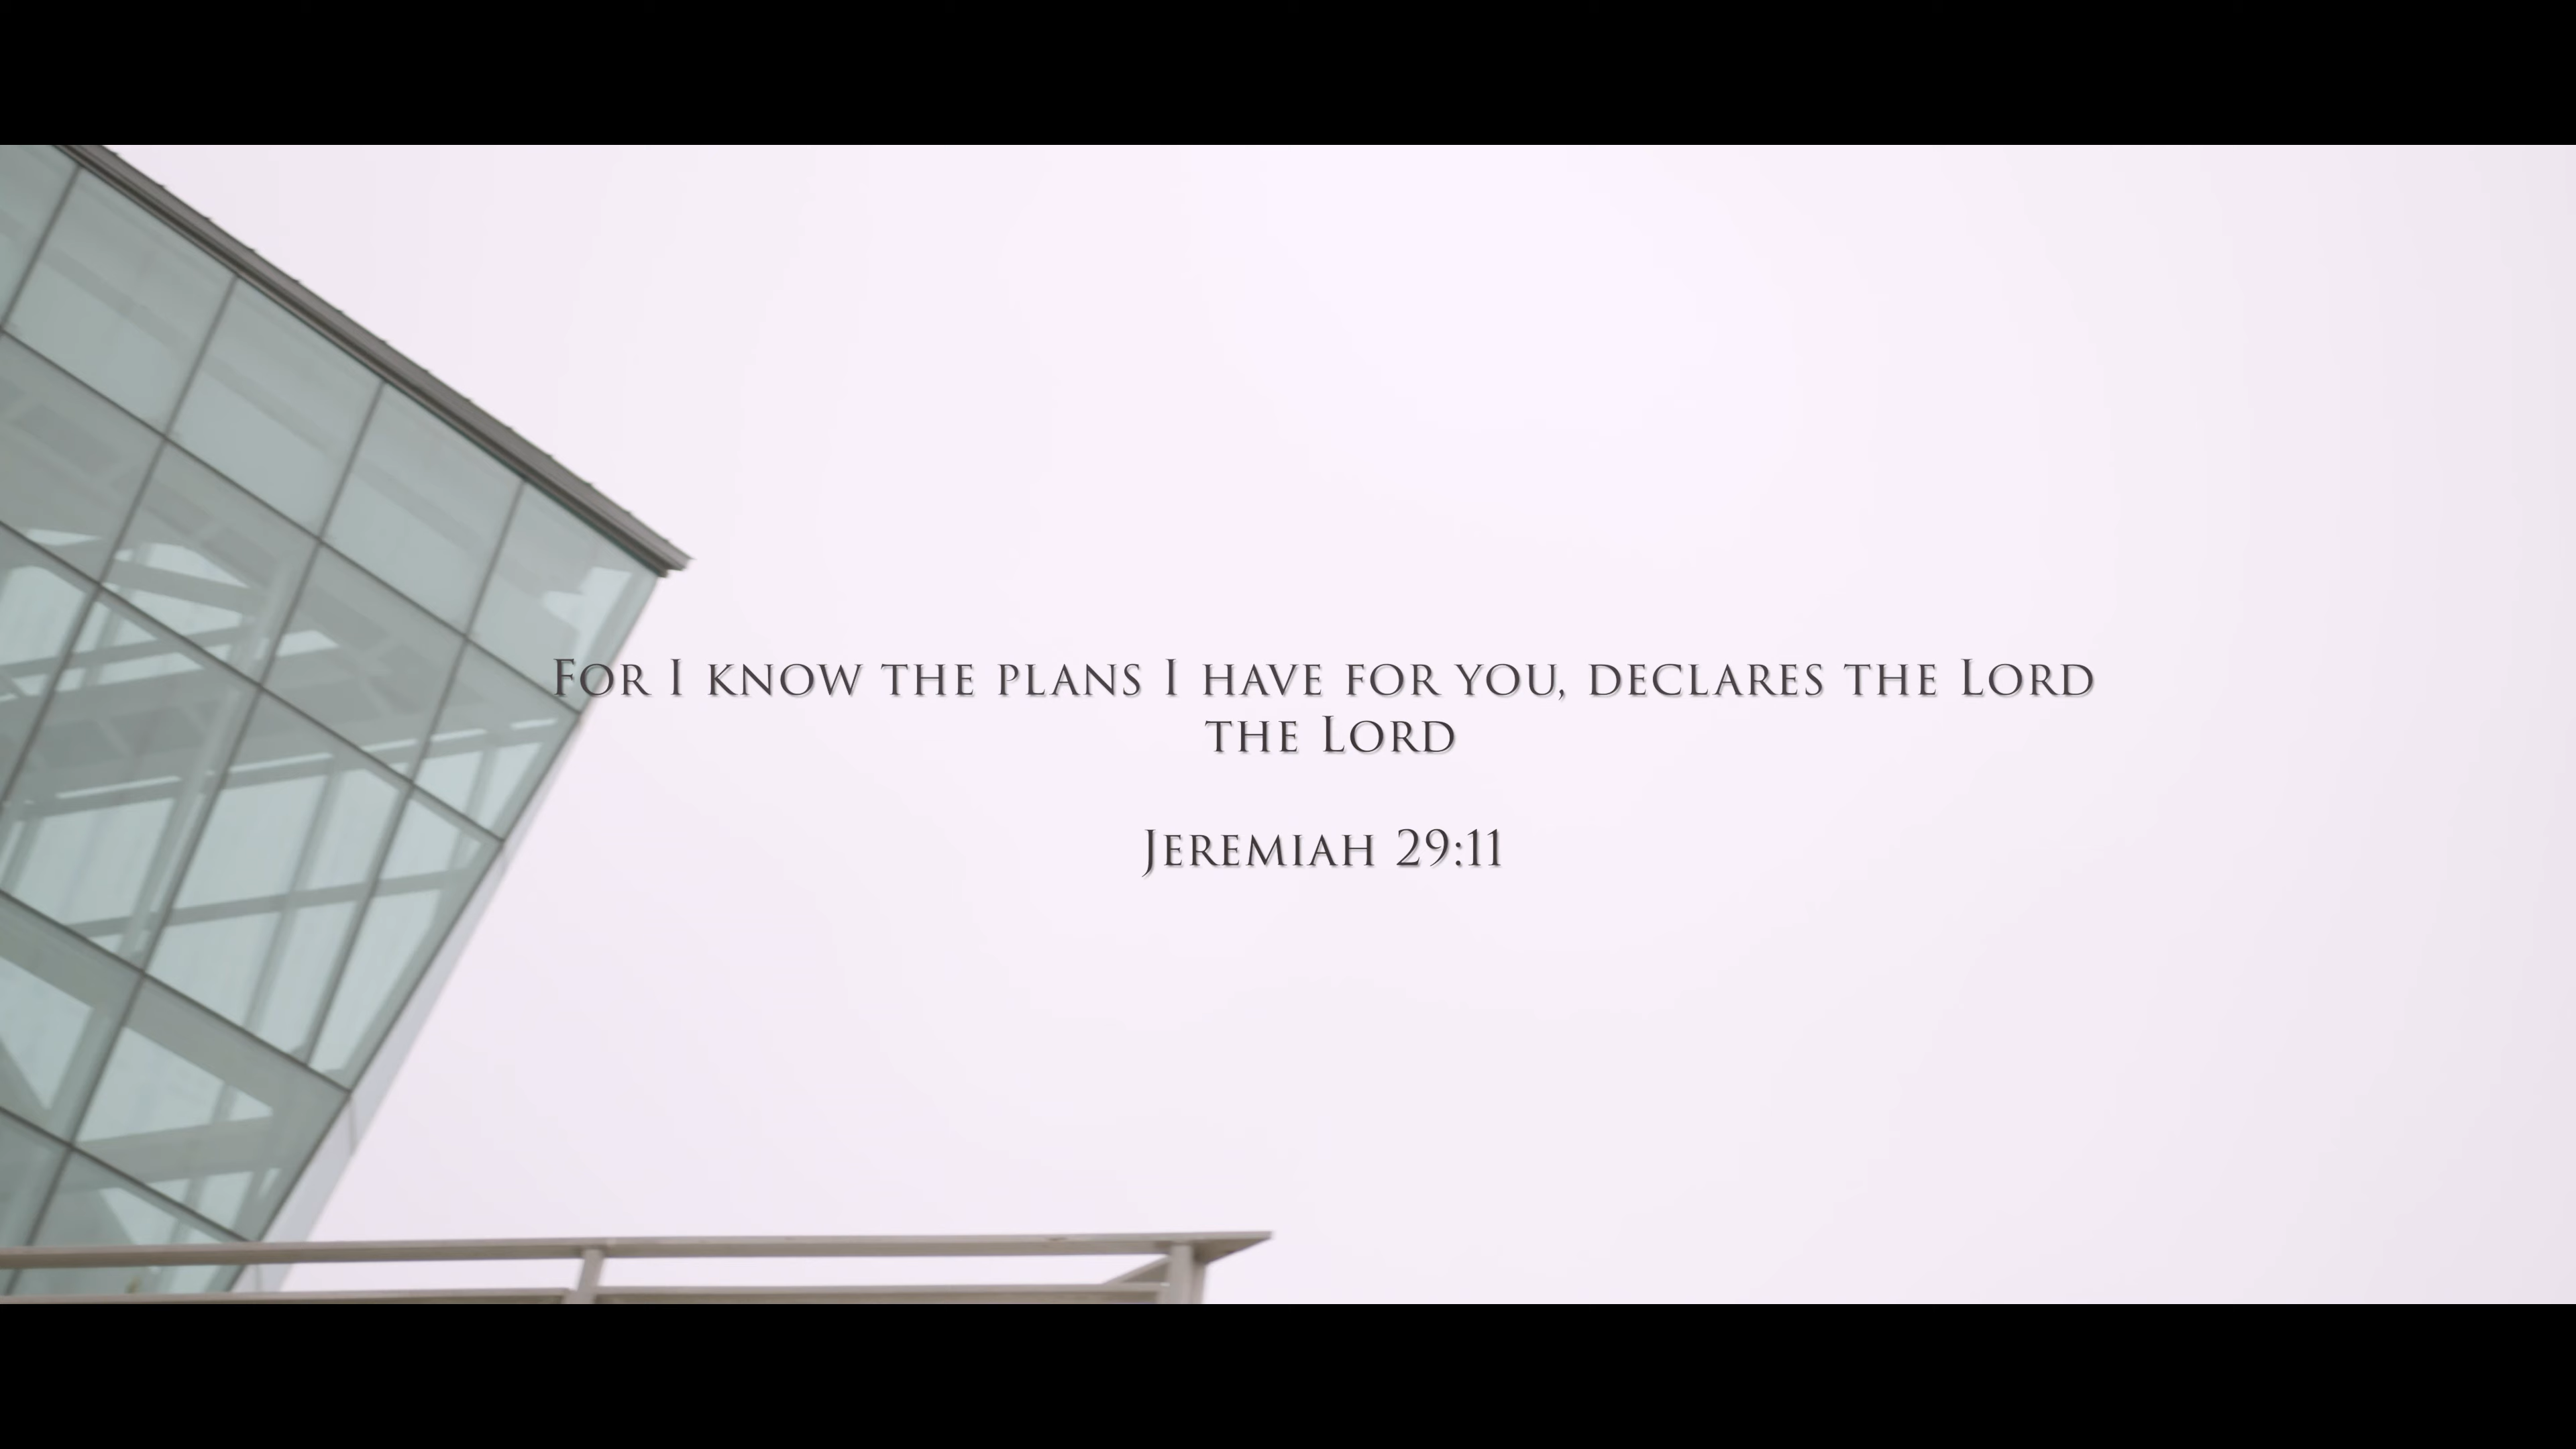 For I know the plans I have for you, declares the Lord
the Lord
Jeremiah 29:11